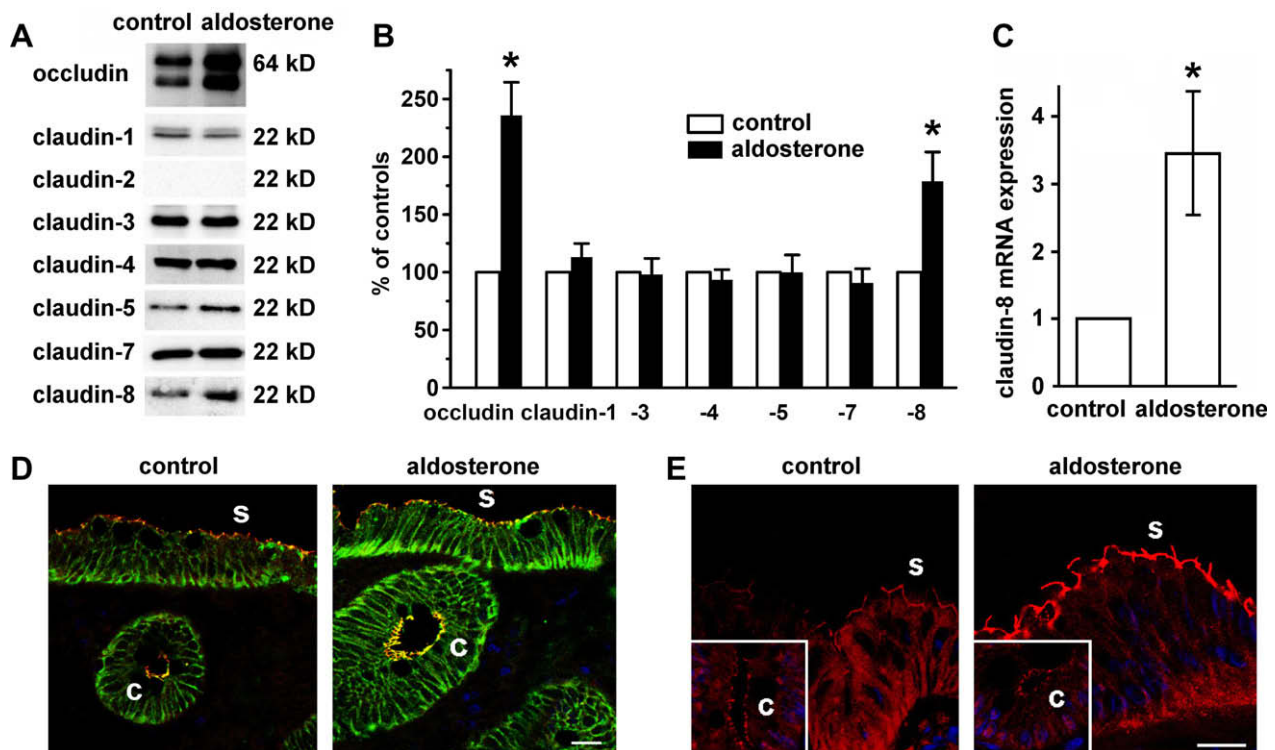 A
control aldosterone
occludin 64 kD
claudin-1 22 kD
claudin-2 22 kD
claudin-3 22 kD
claudin-4 22 kD
claudin-5 22 kD
claudin-7 22 kD
claudin-8 22 kD
B
% of controls
250
200
150
100
50
0
*
*
control
aldosterone
occludin claudin-1 -3 -4 -5 -7 -8
C
claudin-8 mRNA expression
4
3
2
1
0
*
control aldosterone
D
control aldosterone
s
c
s
c
E
control aldosterone
s
c
s
c